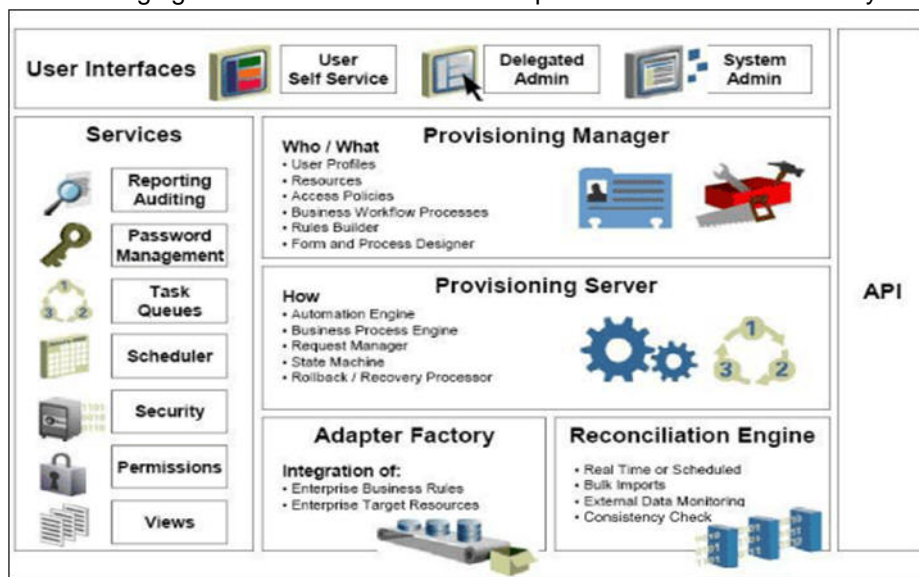 User Interfaces
User
Self Service
Delegated
Admin
System
Admin
Services
Reporting
Auditing
Password
Management
Task
Queues
Scheduler
Security
Permissions
Views
Provisioning Manager
Who / What
• User Profiles
• Resources
• Access Policies
• Business Workflow Processes
• Rules Builder
• Form and Process Designer
Provisioning Server
How
• Automation Engine
• Business Process Engine
• Request Manager
• State Machine
• Rollback / Recovery Processor
1
2
3
Adapter Factory
Integration of:
• Enterprise Business Rules
• Enterprise Target Resources
Reconciliation Engine
• Real Time or Scheduled
• Bulk Imports
• External Data Monitoring
• Consistency Check
API